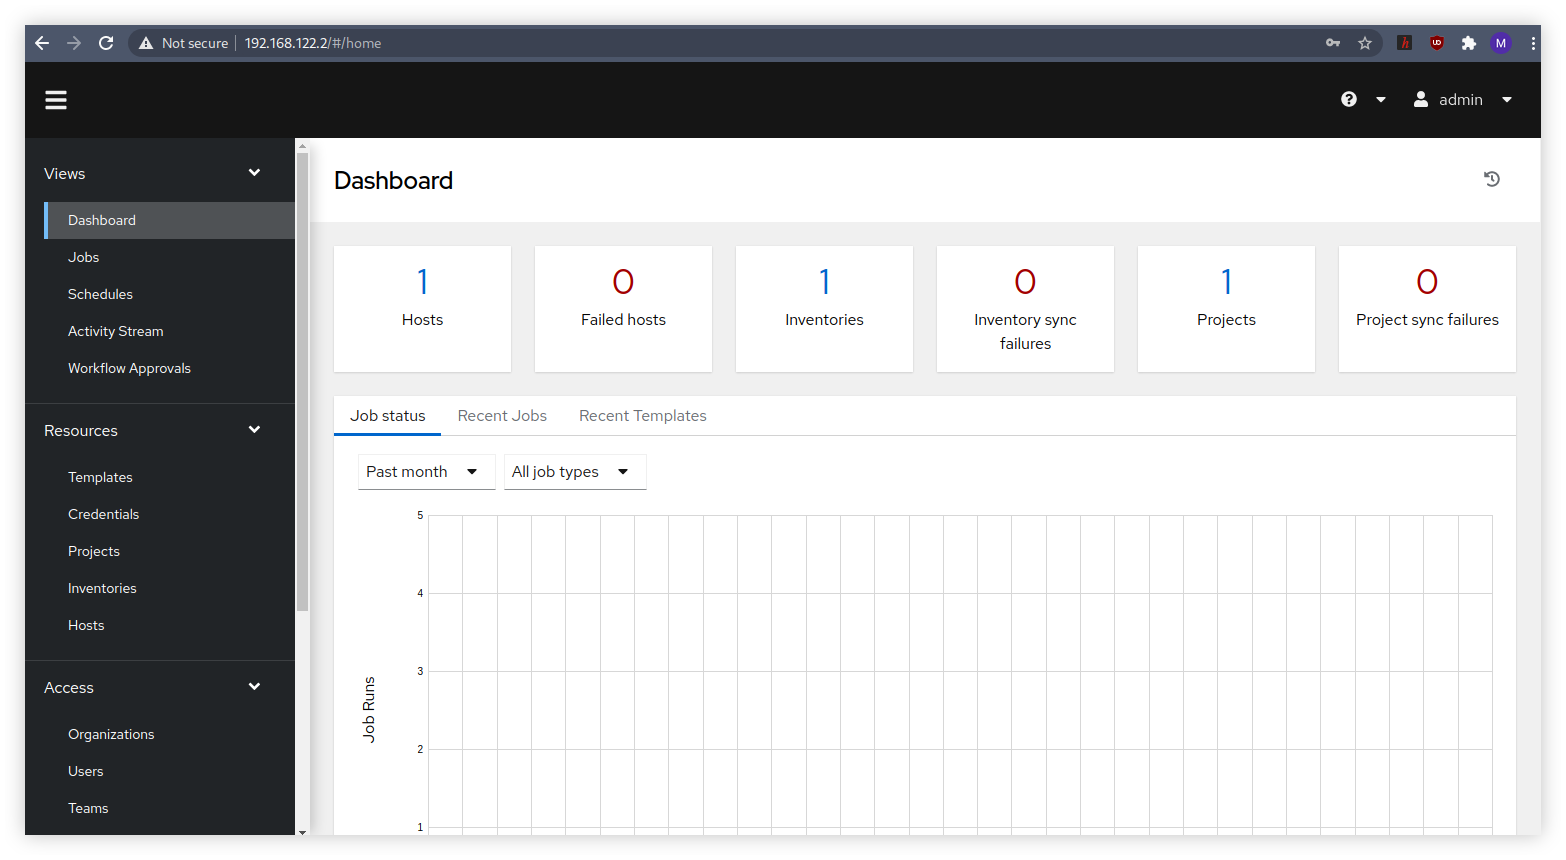 Not secure 192.168.122.2/#/home
M
admin
Views
Dashboard
Jobs
Schedules
Activity Stream
Workflow Approvals
Resources
Templates
Credentials
Projects
Inventories
Hosts
Access
Organizations
Users
Teams
Dashboard
1
Hosts
0
Failed hosts
1
Inventories
0
Inventory sync
failures
1
Projects
0
Project sync failures
Job status Recent Jobs Recent Templates
Past month All job types
5
4
3
2
1
Job Runs